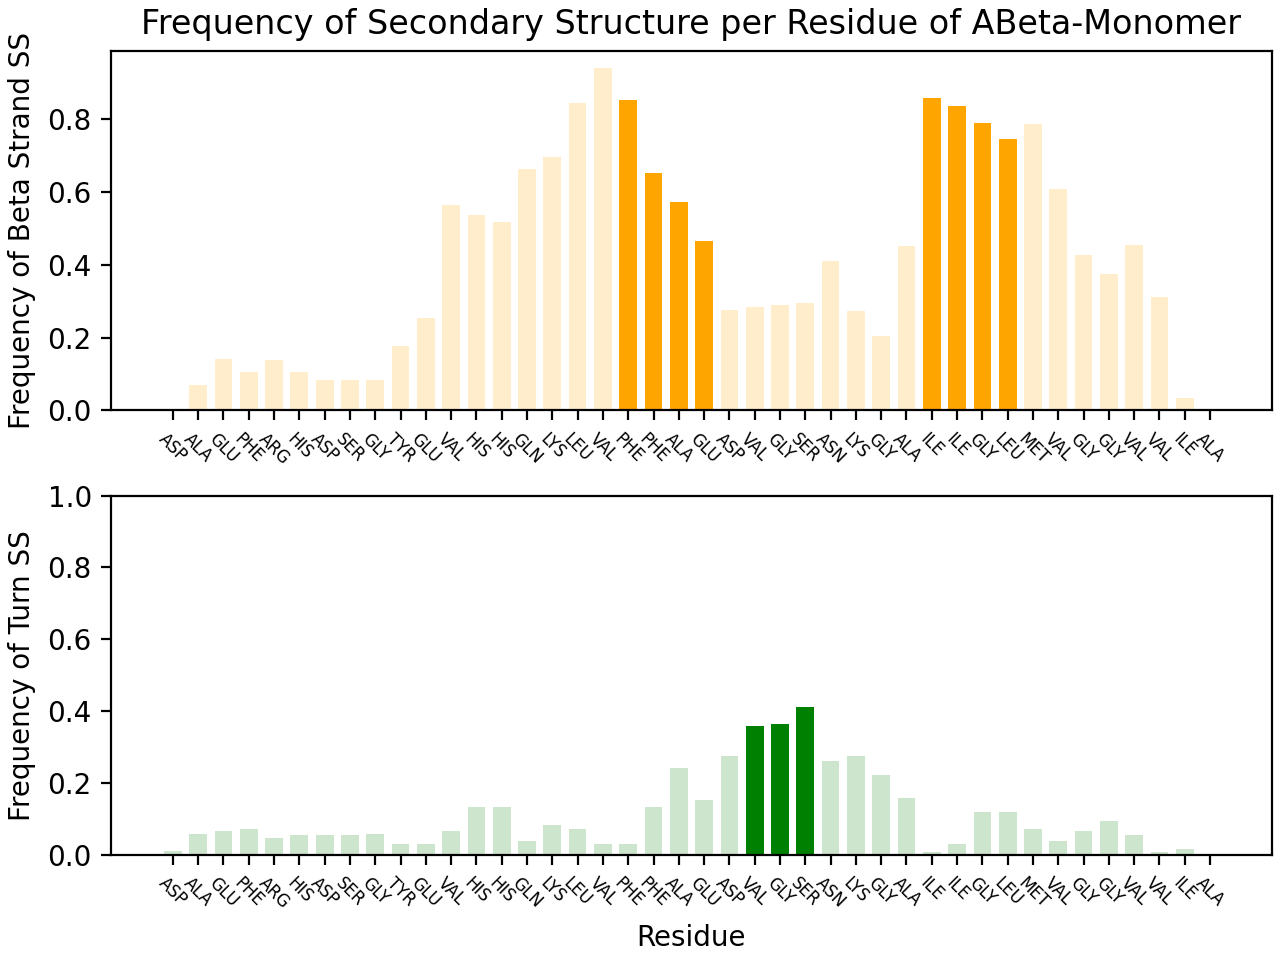 Frequency of Secondary Structure per Residue of ABeta-Monomer
Frequency of Beta Strand SS
0.8
0.6
0.4
0.2
0.0
ASP ALA GLU PHE ARG HIS ASP SER GLY TYR GLU VAL HIS HIS GLN LYS LEU VAL PHE PHE ALA GLU ASP VAL GLY SER ASN LYS GLY ALA ILE ILE GLY LEU MET VAL GLY GLY VAL VAL ILE ALA
Frequency of Turn SS
1.0
0.8
0.6
0.4
0.2
0.0
ASP ALA GLU PHE ARG HIS ASP SER GLY TYR GLU VAL HIS HIS GLN LYS LEU VAL PHE PHE ALA GLU ASP VAL GLY SER ASN LYS GLY ALA ILE ILE GLY LEU MET VAL GLY GLY VAL VAL ILE ALA
Residue